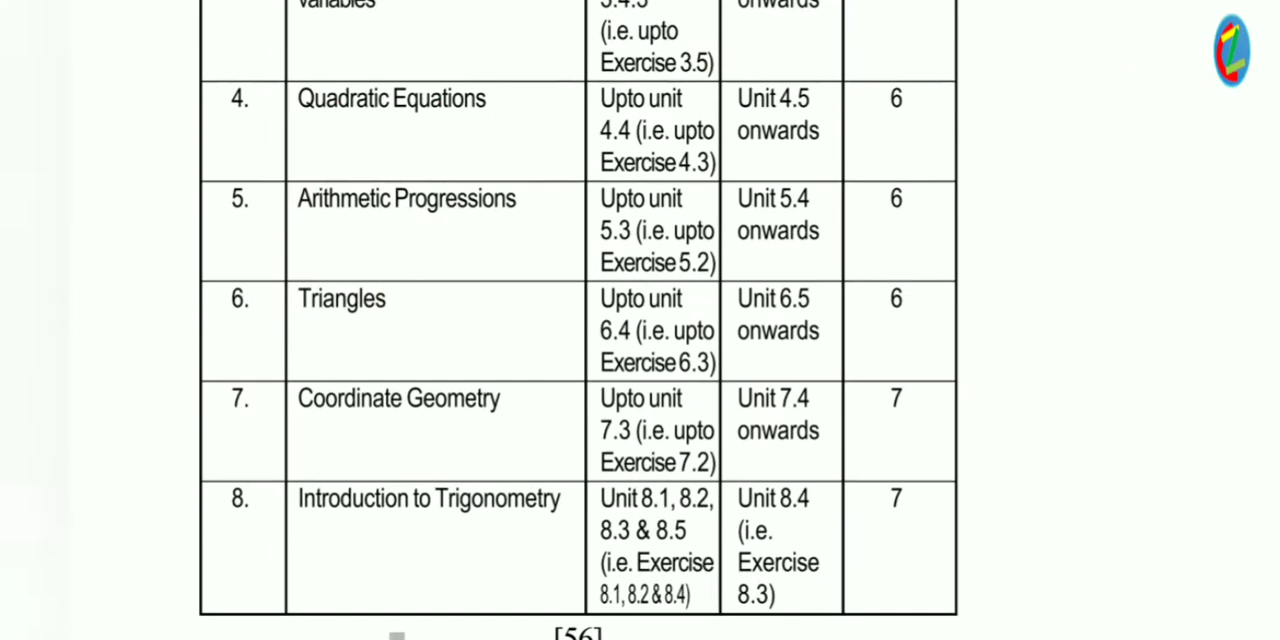 variables 3.4.3 onwards
(i.e. upto
Exercise 3.5)
4. Quadratic Equations Upto unit Unit 4.5 6
4.4 (i.e. upto onwards
Exercise 4.3)
5. Arithmetic Progressions Upto unit Unit 5.4 6
5.3 (i.e. upto onwards
Exercise 5.2)
6. Triangles Upto unit Unit 6.5 6
6.4 (i.e. upto onwards
Exercise 6.3)
7. Coordinate Geometry Upto unit Unit 7.4 7
7.3 (i.e. upto onwards
Exercise 7.2)
8. Introduction to Trigonometry Unit 8.1, 8.2, Unit 8.4 7
8.3 & 8.5 (i.e.
(i.e. Exercise Exercise
8.1, 8.2 & 8.4) 8.3)
[56]